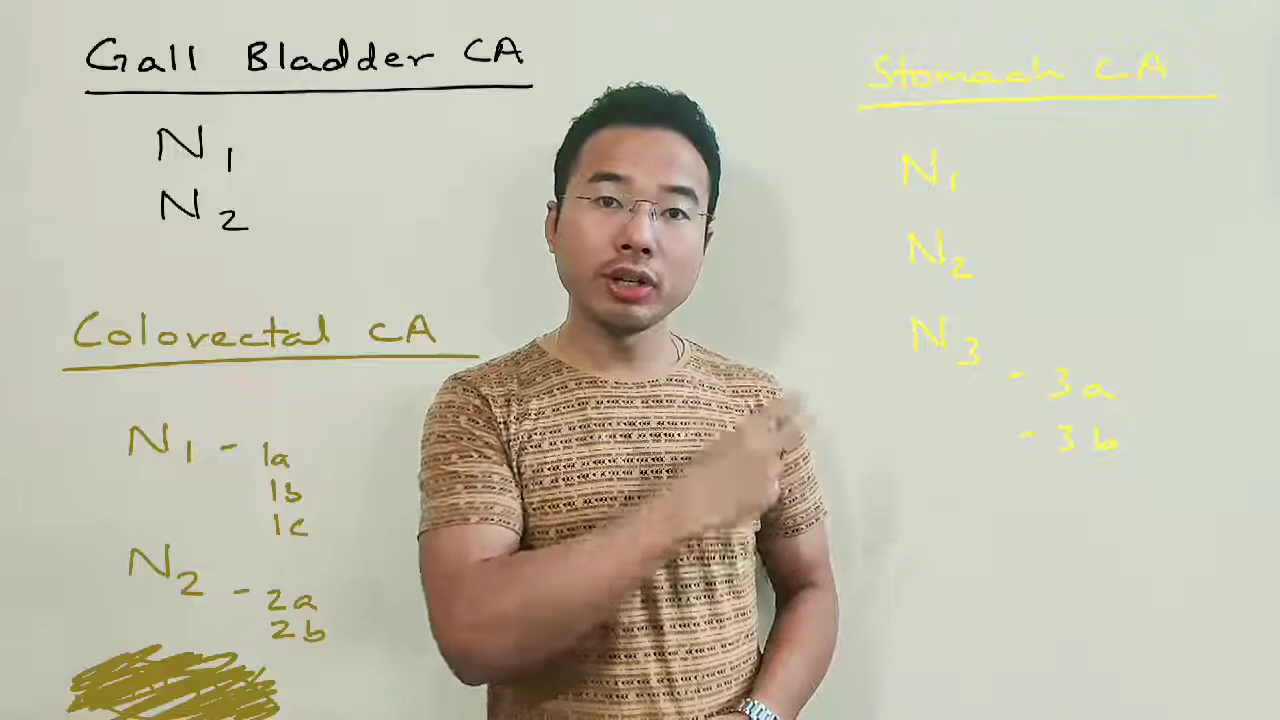 Gall Bladder CA
N1
N2
Colorectal CA
N1 - 1a
1b
1c
N2 - 2a
2b
Stomach CA
N1
N2
N3
- 3a
- 3b